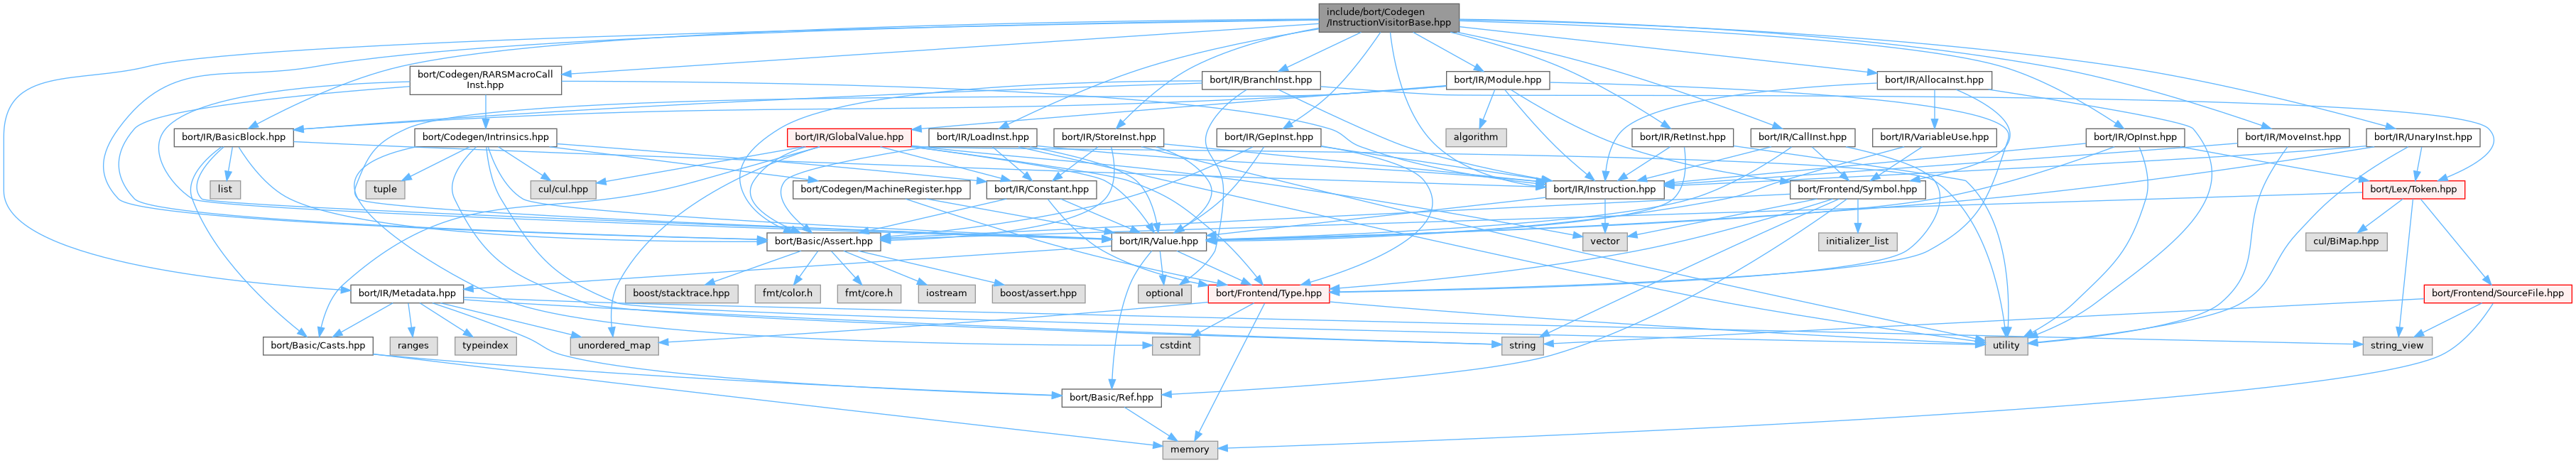 include/bort/Codegen
/InstructionVisitorBase.hpp
bort/Codegen/RARSMacroCall
Inst.hpp
bort/IR/BranchInst.hpp
bort/IR/Module.hpp
bort/IR/AllocaInst.hpp
bort/IR/BasicBlock.hpp
bort/Codegen/Intrinsics.hpp
bort/IR/GlobalValue.hpp
bort/IR/LoadInst.hpp
bort/IR/StoreInst.hpp
bort/IR/GepInst.hpp
algorithm
bort/IR/RetInst.hpp
bort/IR/CallInst.hpp
bort/IR/VariableUse.hpp
bort/IR/OpInst.hpp
bort/IR/MoveInst.hpp
bort/IR/UnaryInst.hpp
list
tuple
cul/cul.hpp
bort/Codegen/MachineRegister.hpp
bort/IR/Constant.hpp
bort/IR/Instruction.hpp
bort/Frontend/Symbol.hpp
bort/Lex/Token.hpp
bort/Basic/Assert.hpp
bort/IR/Value.hpp
vector
initializer_list
cul/BiMap.hpp
bort/IR/Metadata.hpp
boost/stacktrace.hpp
fmt/color.h
fmt/core.h
iostream
boost/assert.hpp
optional
bort/Frontend/Type.hpp
bort/Frontend/SourceFile.hpp
bort/Basic/Casts.hpp
ranges
typeindex
unordered_map
cstdint
string
utility
string_view
bort/Basic/Ref.hpp
memory